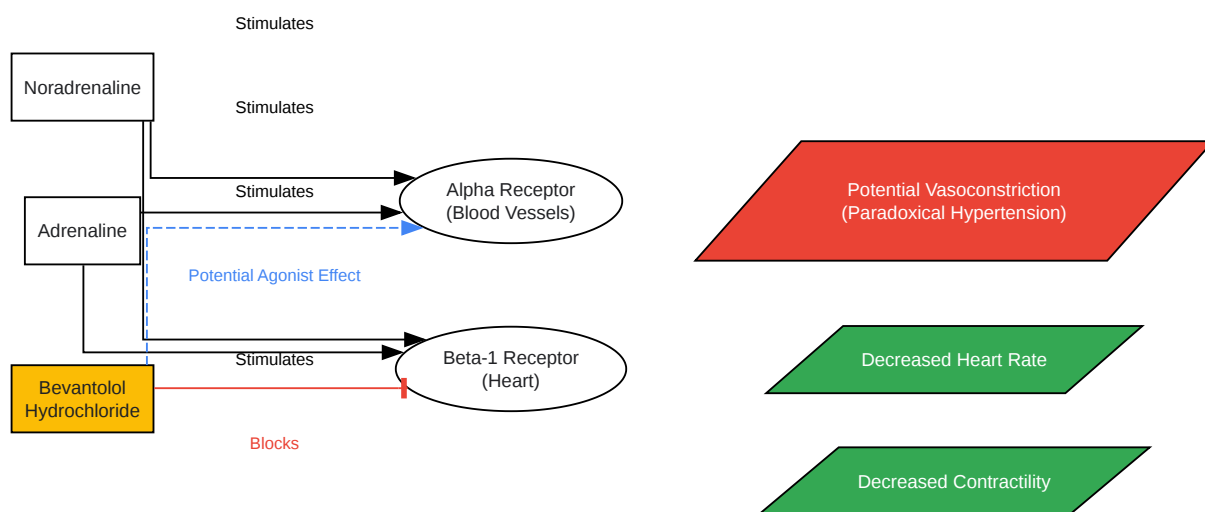 Stimulates
Noradrenaline
Stimulates
Alpha Receptor
(Blood Vessels)
Potential Vasoconstriction
(Paradoxical Hypertension)
Stimulates
Adrenaline
Potential Agonist Effect
Beta-1 Receptor
(Heart)
Decreased Heart Rate
Stimulates
Bevantolol
Hydrochloride
Blocks
Decreased Contractility